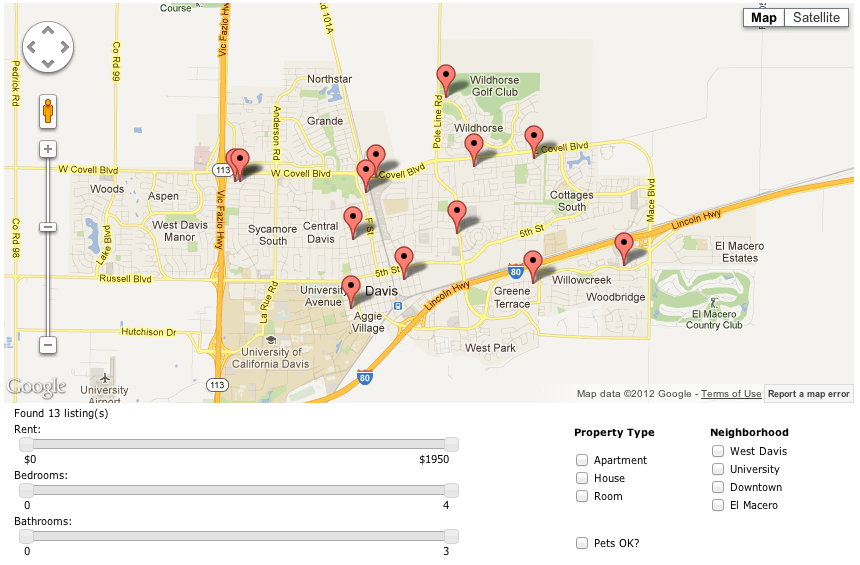 Course
Map
Satellite
Vic Fazio Hwy
Rd 101A
Co Rd 99
Pedrick Rd
Northstar
Wildhorse
Golf Club
Anderson Rd
Grande
Pole Line Rd
Wildhorse
E Covell Blvd
W Covell Blvd
113
W Covell Blvd
Covell Blvd
Woods
Aspen
Vic Fazio Hwy
Cottages
South
Mace Blvd
Lincoln Hwy
Co Rd 98
West Davis
Manor
Sycamore
South
Central
Davis
F St
5th St
El Macero
Estates
Lake Blvd
Russell Blvd
5th St
80
Willowcreek
University
Avenue
Davis
Lincoln Hwy
Greene
Terrace
Woodbridge
La Rue Rd
Aggie
Village
El Macero
Country Club
Hutchison Dr
University of
California Davis
West Park
80
113
Google
University
Airport
Map data ©2012 Google - Terms of Use
Report a map error
Found 13 listing(s)
Rent:
$0
$1950
Bedrooms:
0
4
Bathrooms:
0
3
Property Type
Apartment
House
Room
Pets OK?
Neighborhood
West Davis
University
Downtown
El Macero